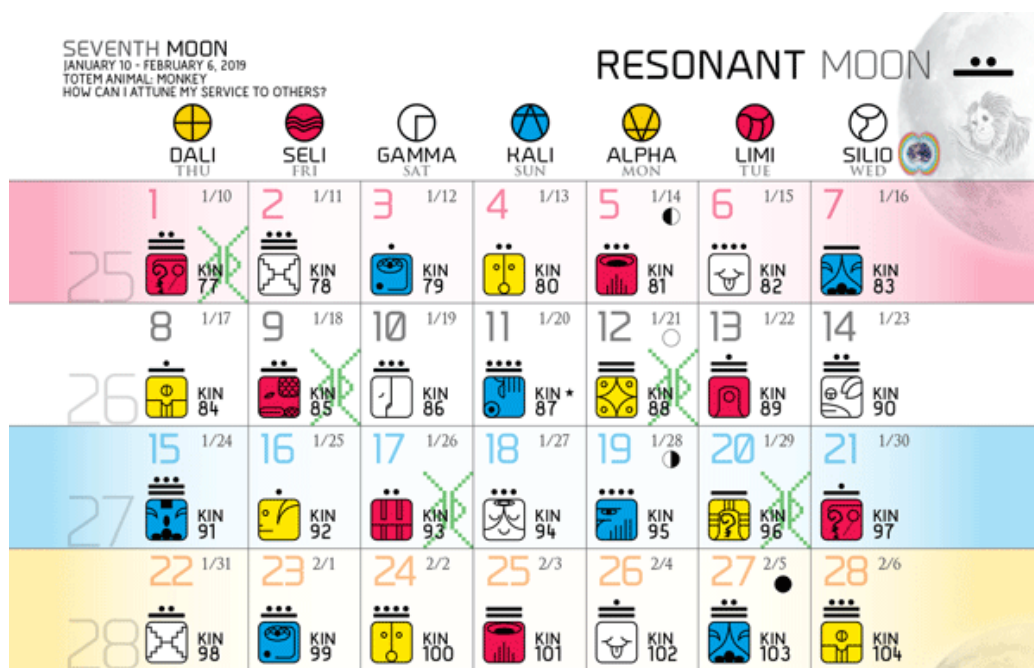 SEVENTH MOON
JANUARY 10 - FEBRUARY 6, 2019
TOTEM ANIMAL: MONKEY
HOW CAN I ATTUNE MY SERVICE TO OTHERS?
RESONANT MOON
DALI SELI GAMMA KALI ALPHA LIMI SILIO
THU FRI SAT SUN MON TUE WED
1 1/10 2 1/11 3 1/12 4 1/13 5 1/14 6 1/15 7 1/16
25 KIN KIN KIN KIN KIN KIN KIN
77 78 79 80 81 82 83
8 1/17 9 1/18 10 1/19 11 1/20 12 1/21 13 1/22 14 1/23
26 KIN KIN KIN KIN ★ KIN KIN KIN
84 85 86 87 88 89 90
15 1/24 16 1/25 17 1/26 18 1/27 19 1/28 20 1/29 21 1/30
27 KIN KIN KIN KIN KIN KIN KIN
91 92 93 94 95 96 97
22 1/31 23 2/1 24 2/2 25 2/3 26 2/4 27 2/5 28 2/6
28 KIN KIN KIN KIN KIN KIN KIN
98 99 100 101 102 103 104